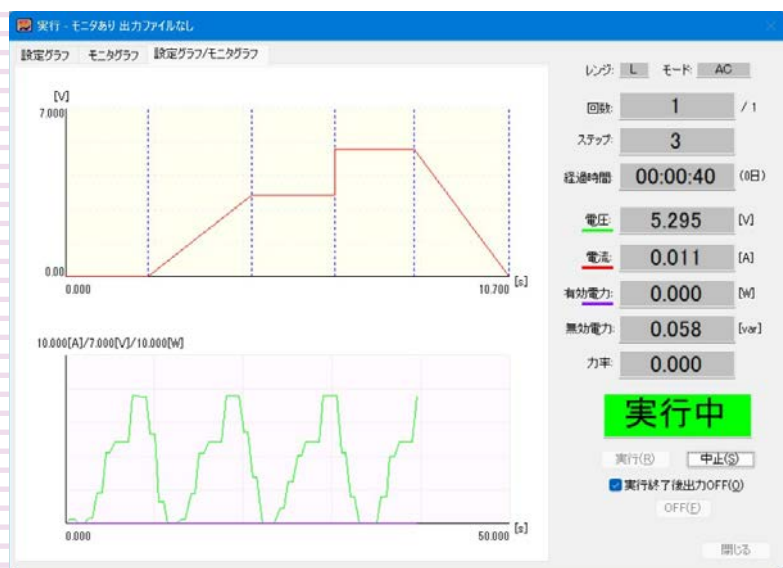 実行 - モニタあり 出力ファイルなし
設定グラフ モニタグラフ 設定グラフ/モニタグラフ
レンジ: L モード: AC
[V]
7.000
0.00
0.000
10.700 [s]
回数: 1 / 1
ステップ: 3
経過時間: 00:00:40 (0日)
電圧: 5.295 [V]
電流: 0.011 [A]
有効電力: 0.000 [W]
無効電力: 0.058 [var]
力率: 0.000
10.000[A]/7.000[V]/10.000[W]
0.000
50.000 [s]
実行中
実行(R) 中止(S)
実行終了後出力OFF(O)
OFF(F)
閉じる